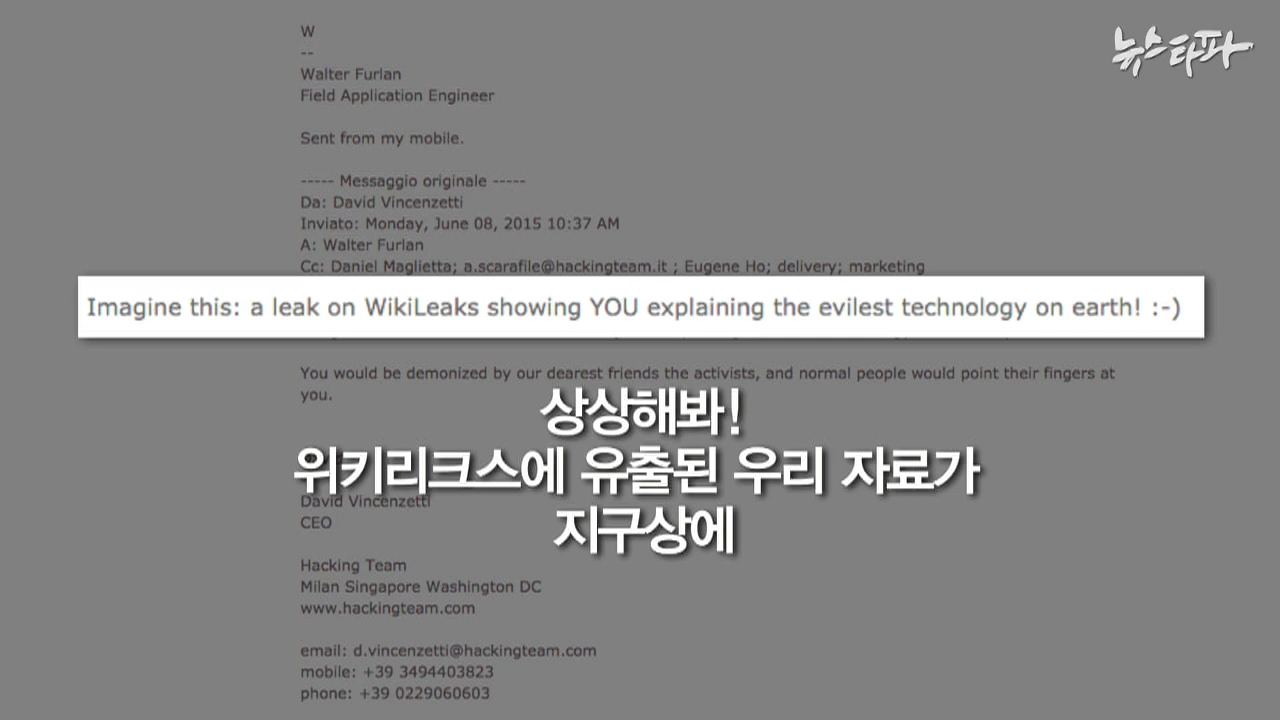 뉴스타파
W
--
Walter Furlan
Field Application Engineer
Sent from my mobile.
----- Messaggio originale -----
Da: David Vincenzetti
Inviato: Monday, June 08, 2015 10:37 AM
A: Walter Furlan
Cc: Daniel Maglietta; a.scarafile@hackingteam.it ; Eugene Ho; delivery; marketing
Imagine this: a leak on WikiLeaks showing YOU explaining the evilest technology on earth! :-)
You would be demonized by our dearest friends the activists, and normal people would point their fingers at
you.
상상해봐!
위키리크스에 유출된 우리 자료가
지구상에
David Vincenzetti
CEO
Hacking Team
Milan Singapore Washington DC
www.hackingteam.com
email: d.vincenzetti@hackingteam.com
mobile: +39 3494403823
phone: +39 0229060603